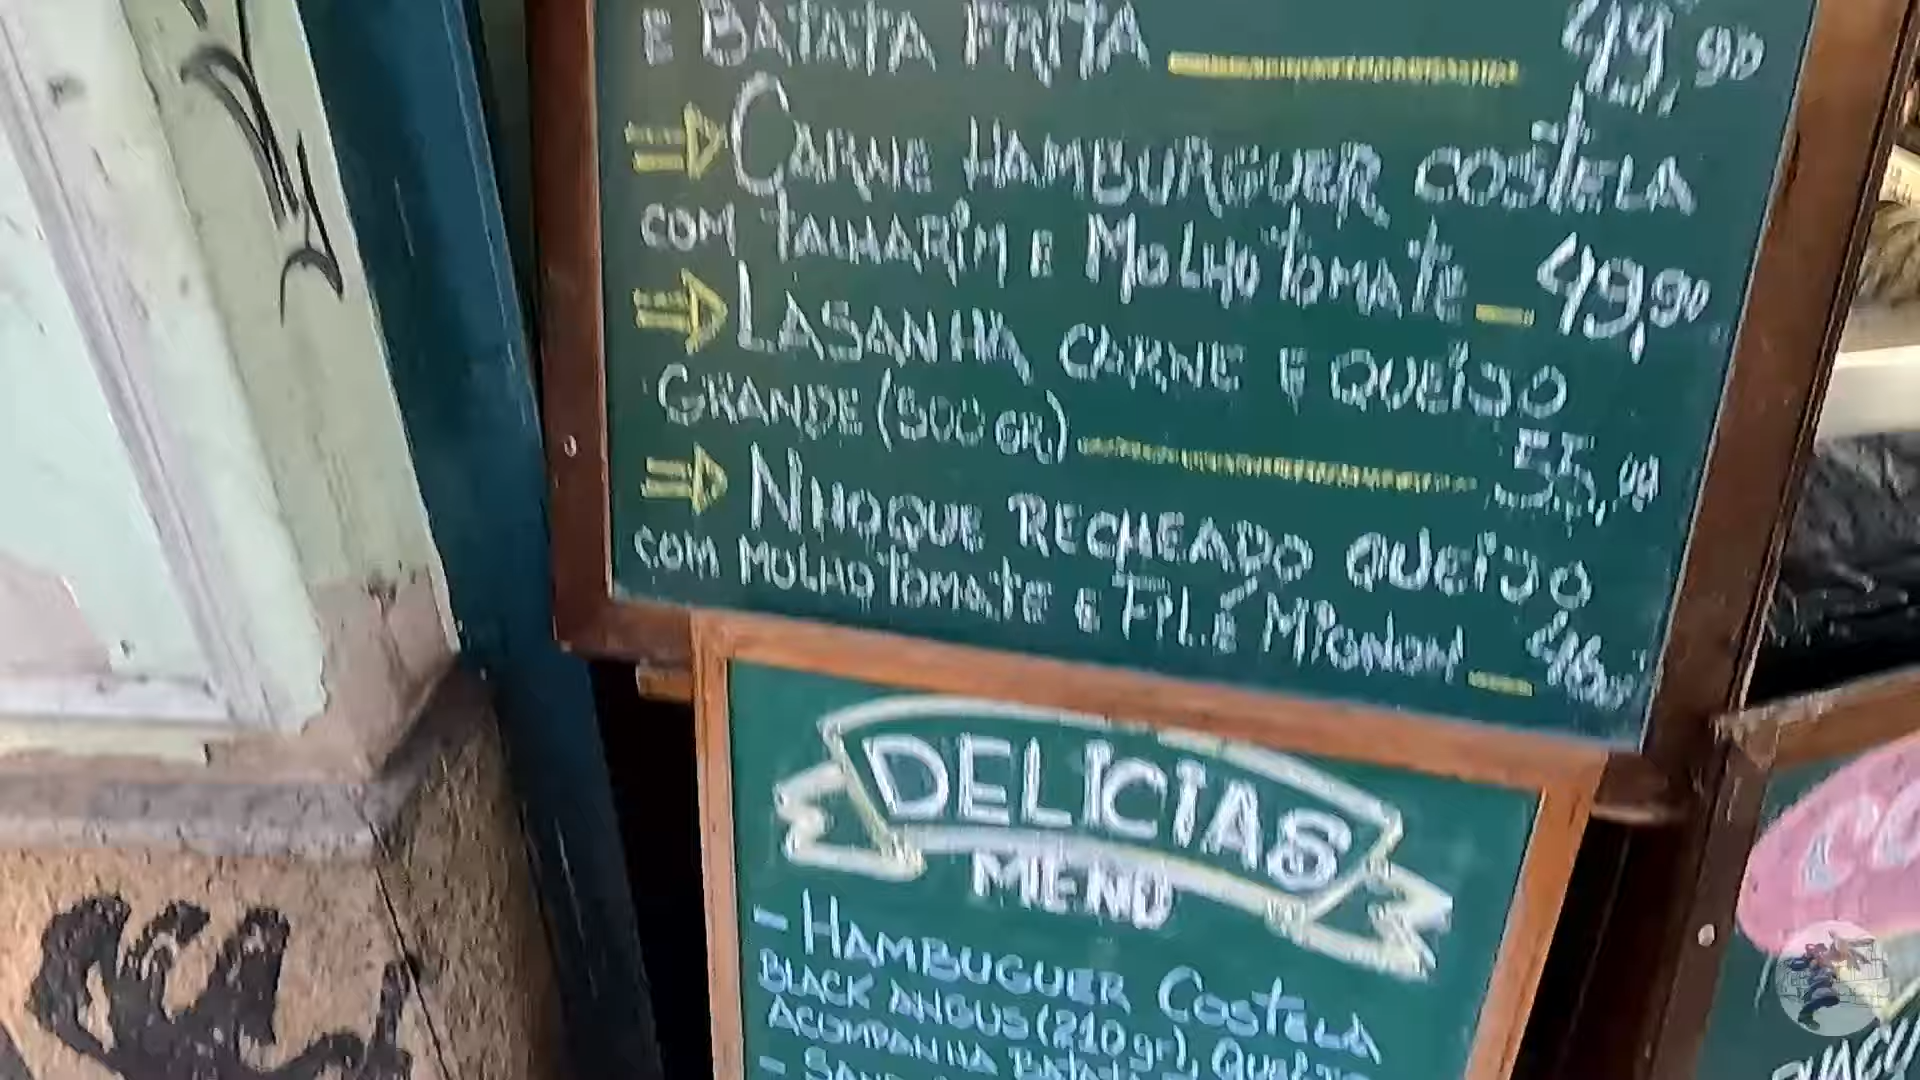 E BATATA FRITA 49,90
⇒ CARNE HAMBURGUER COSTELA
COM TALHARIM E MOLHO TOMATE 49,90
⇒ LASANHA CARNE E QUEIJO
GRANDE (500 GR) 55,00
⇒ NHOQUE RECHEADO QUEIJO
COM MOLHO TOMATE E FILÉ MIGNON
DELICIAS
MENU
- HAMBUGUER COSTELA
BLACK ANGUS (210 gr), QUEIJO
ACOMPANHA BATATA